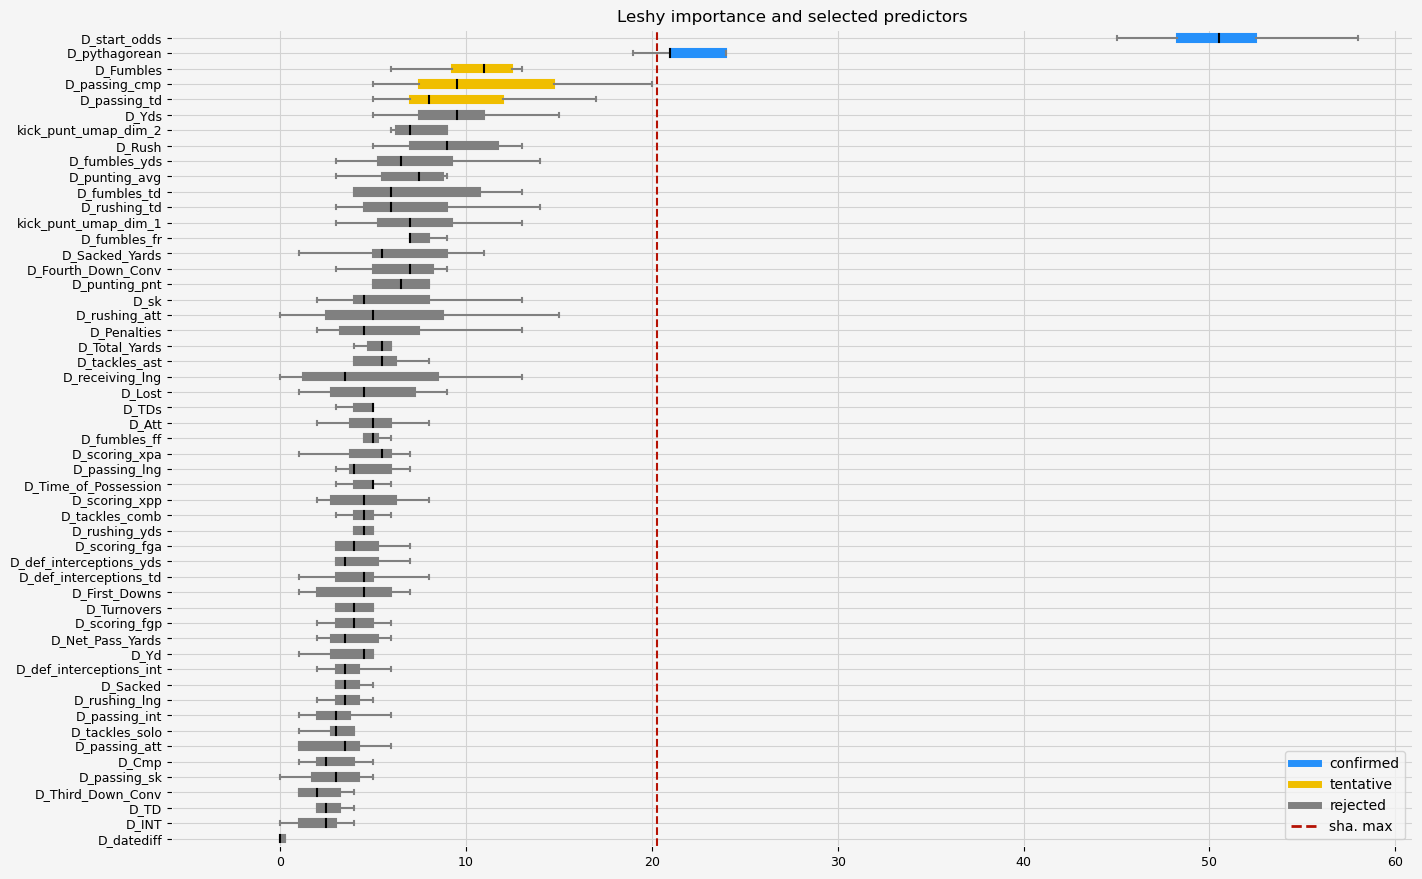 Leshy importance and selected predictors
D_start_odds
D_pythagorean
D_Fumbles
D_passing_cmp
D_passing_td
D_Yds
kick_punt_umap_dim_2
D_Rush
D_fumbles_yds
D_punting_avg
D_fumbles_td
D_rushing_td
kick_punt_umap_dim_1
D_fumbles_fr
D_Sacked_Yards
D_Fourth_Down_Conv
D_punting_pnt
D_sk
D_rushing_att
D_Penalties
D_Total_Yards
D_tackles_ast
D_receiving_lng
D_Lost
D_TDs
D_Att
D_fumbles_ff
D_scoring_xpa
D_passing_lng
D_Time_of_Possession
D_scoring_xpp
D_tackles_comb
D_rushing_yds
D_scoring_fga
D_def_interceptions_yds
D_def_interceptions_td
D_First_Downs
D_Turnovers
D_scoring_fgp
D_Net_Pass_Yards
D_Yd
D_def_interceptions_int
D_Sacked
D_rushing_lng
D_passing_int
D_tackles_solo
D_passing_att
D_Cmp
D_passing_sk
D_Third_Down_Conv
D_TD
D_INT
D_datediff
confirmed
tentative
rejected
sha. max
0 10 20 30 40 50 60